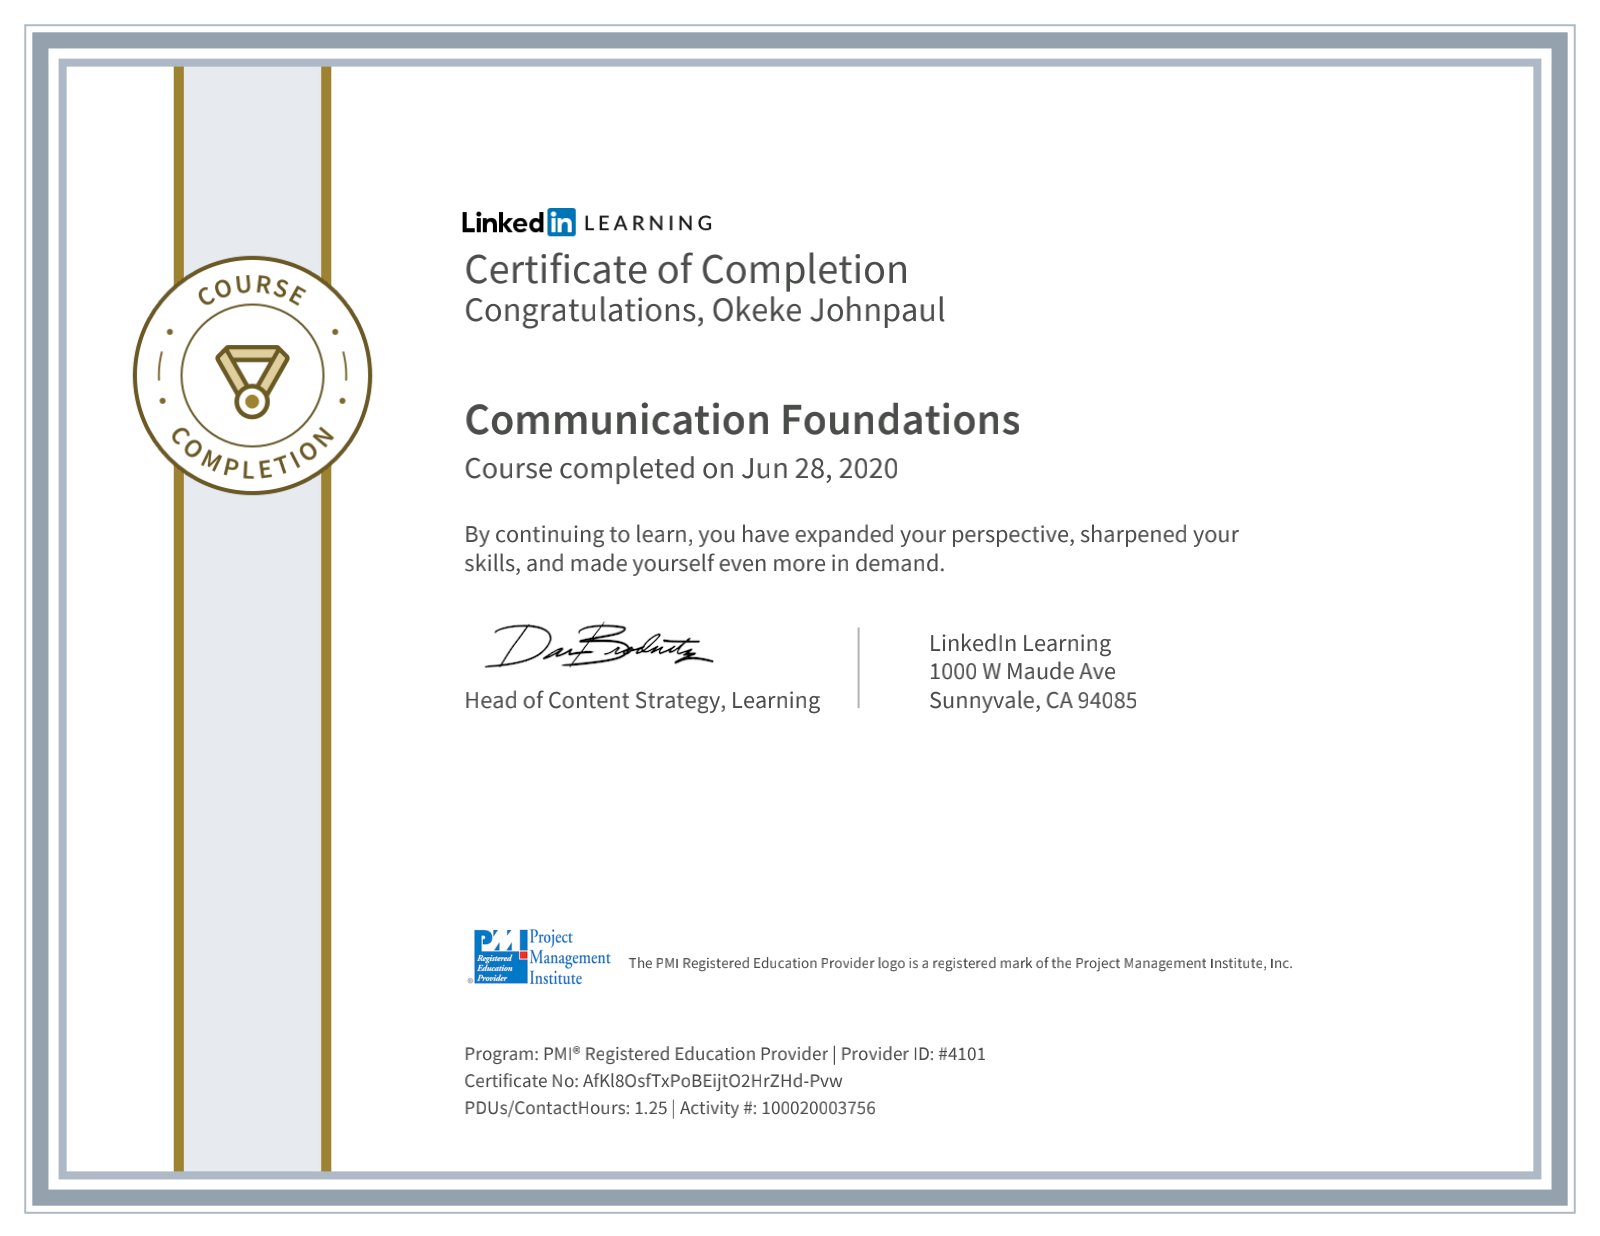 LinkedIn LEARNING
Certificate of Completion
Congratulations, Okeke Johnpaul
COURSE
COMPLETION
Communication Foundations
Course completed on Jun 28, 2020
By continuing to learn, you have expanded your perspective, sharpened your
skills, and made yourself even more in demand.
Dan Brodnitz
Head of Content Strategy, Learning
LinkedIn Learning
1000 W Maude Ave
Sunnyvale, CA 94085
PMI
Registered
Education
Provider
®
Project
Management
Institute
The PMI Registered Education Provider logo is a registered mark of the Project Management Institute, Inc.
Program: PMI® Registered Education Provider | Provider ID: #4101
Certificate No: AfKl8OsfTxPoBEijtO2HrZHd-Pvw
PDUs/ContactHours: 1.25 | Activity #: 100020003756